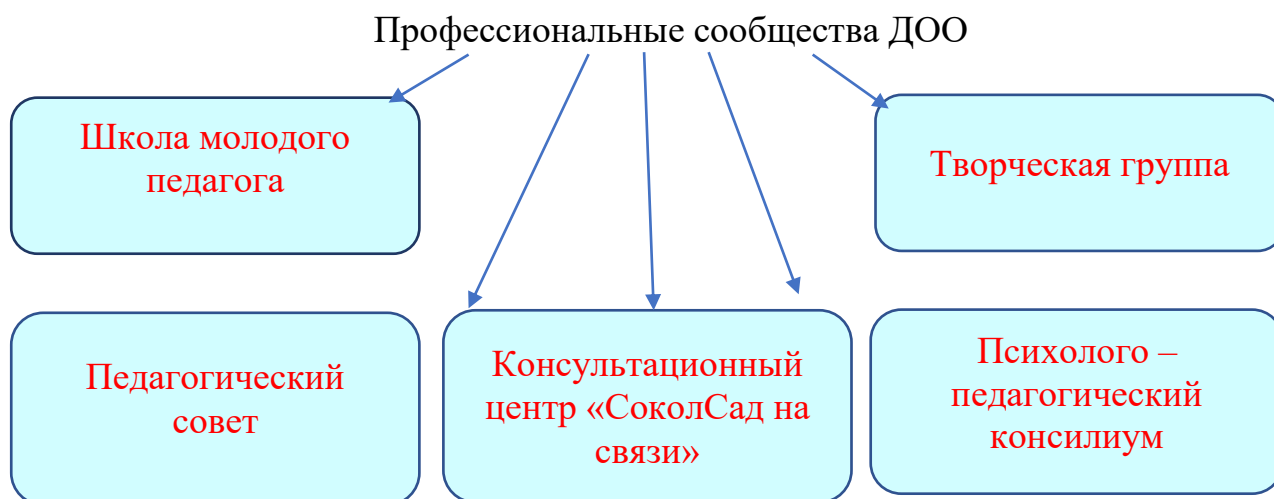 Профессиональные сообщества ДОО
Школа молодого
педагога
Творческая группа
Педагогический
совет
Консультационный
центр «СоколСад на
связи»
Психолого –
педагогический
консилиум